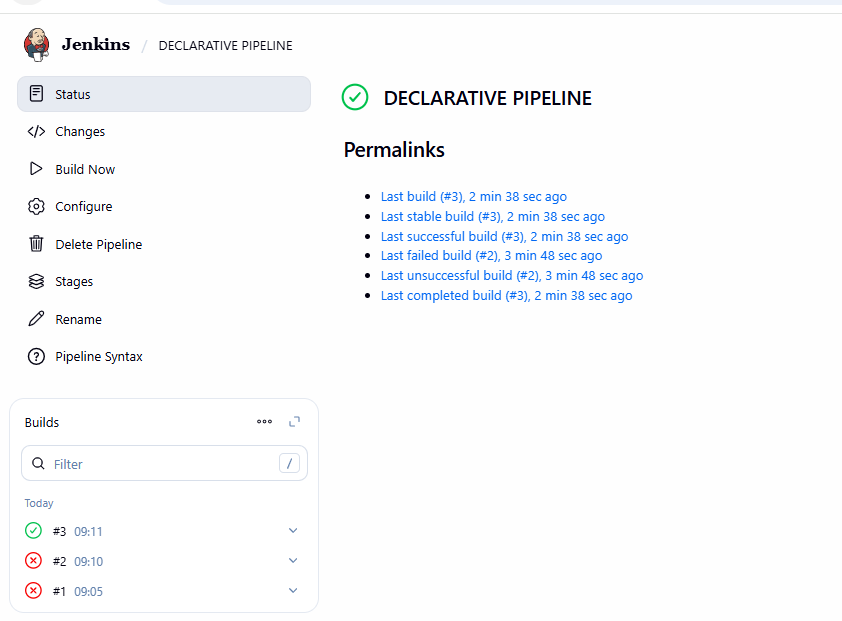 Jenkins / DECLARATIVE PIPELINE
Status
Changes
Build Now
Configure
Delete Pipeline
Stages
Rename
Pipeline Syntax
Builds
Filter /
Today
#3 09:11
#2 09:10
#1 09:05
DECLARATIVE PIPELINE
Permalinks
Last build (#3), 2 min 38 sec ago
Last stable build (#3), 2 min 38 sec ago
Last successful build (#3), 2 min 38 sec ago
Last failed build (#2), 3 min 48 sec ago
Last unsuccessful build (#2), 3 min 48 sec ago
Last completed build (#3), 2 min 38 sec ago